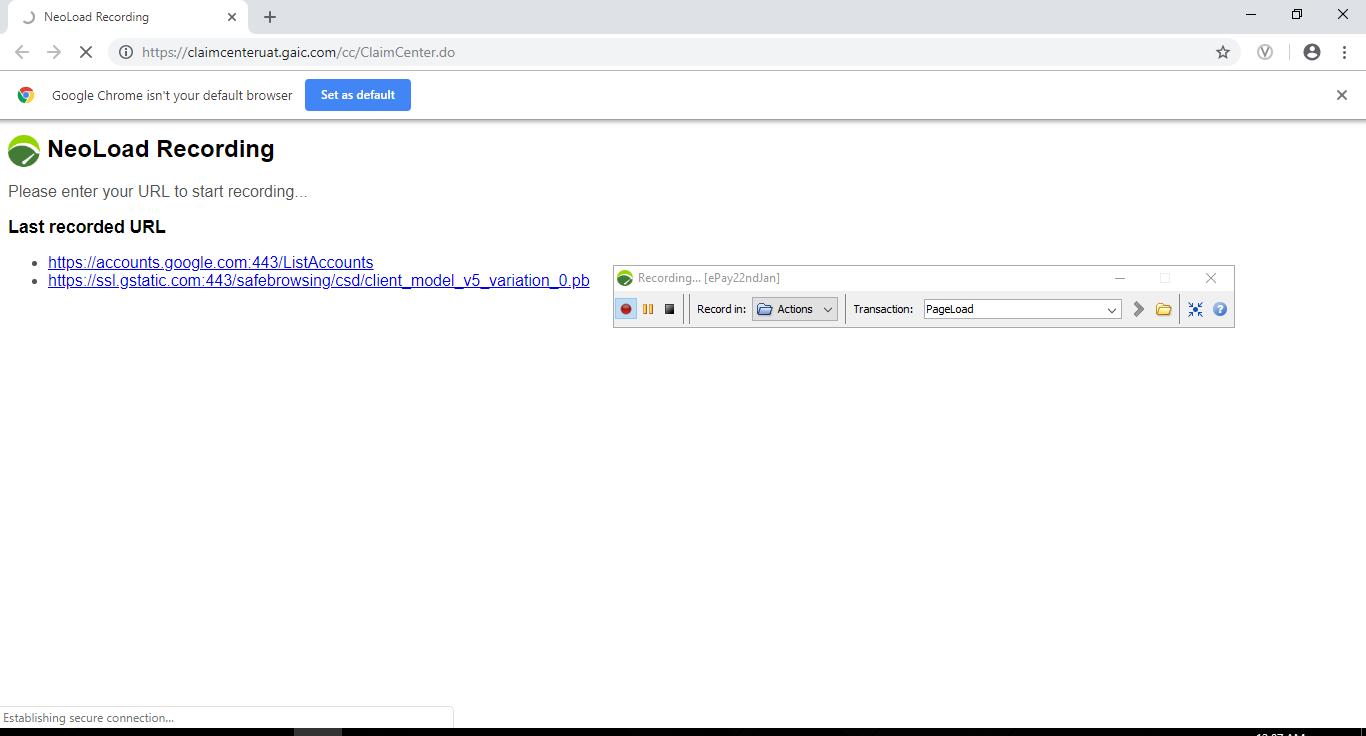 NeoLoad Recording
https://claimcenteruat.gaic.com/cc/ClaimCenter.do
Google Chrome isn't your default browser Set as default
NeoLoad Recording
Please enter your URL to start recording...
Last recorded URL
https://accounts.google.com:443/ListAccounts
https://ssl.gstatic.com:443/safebrowsing/csd/client_model_v5_variation_0.pb
Recording... [ePay22ndJan]
Record in: Actions Transaction: PageLoad
Establishing secure connection...